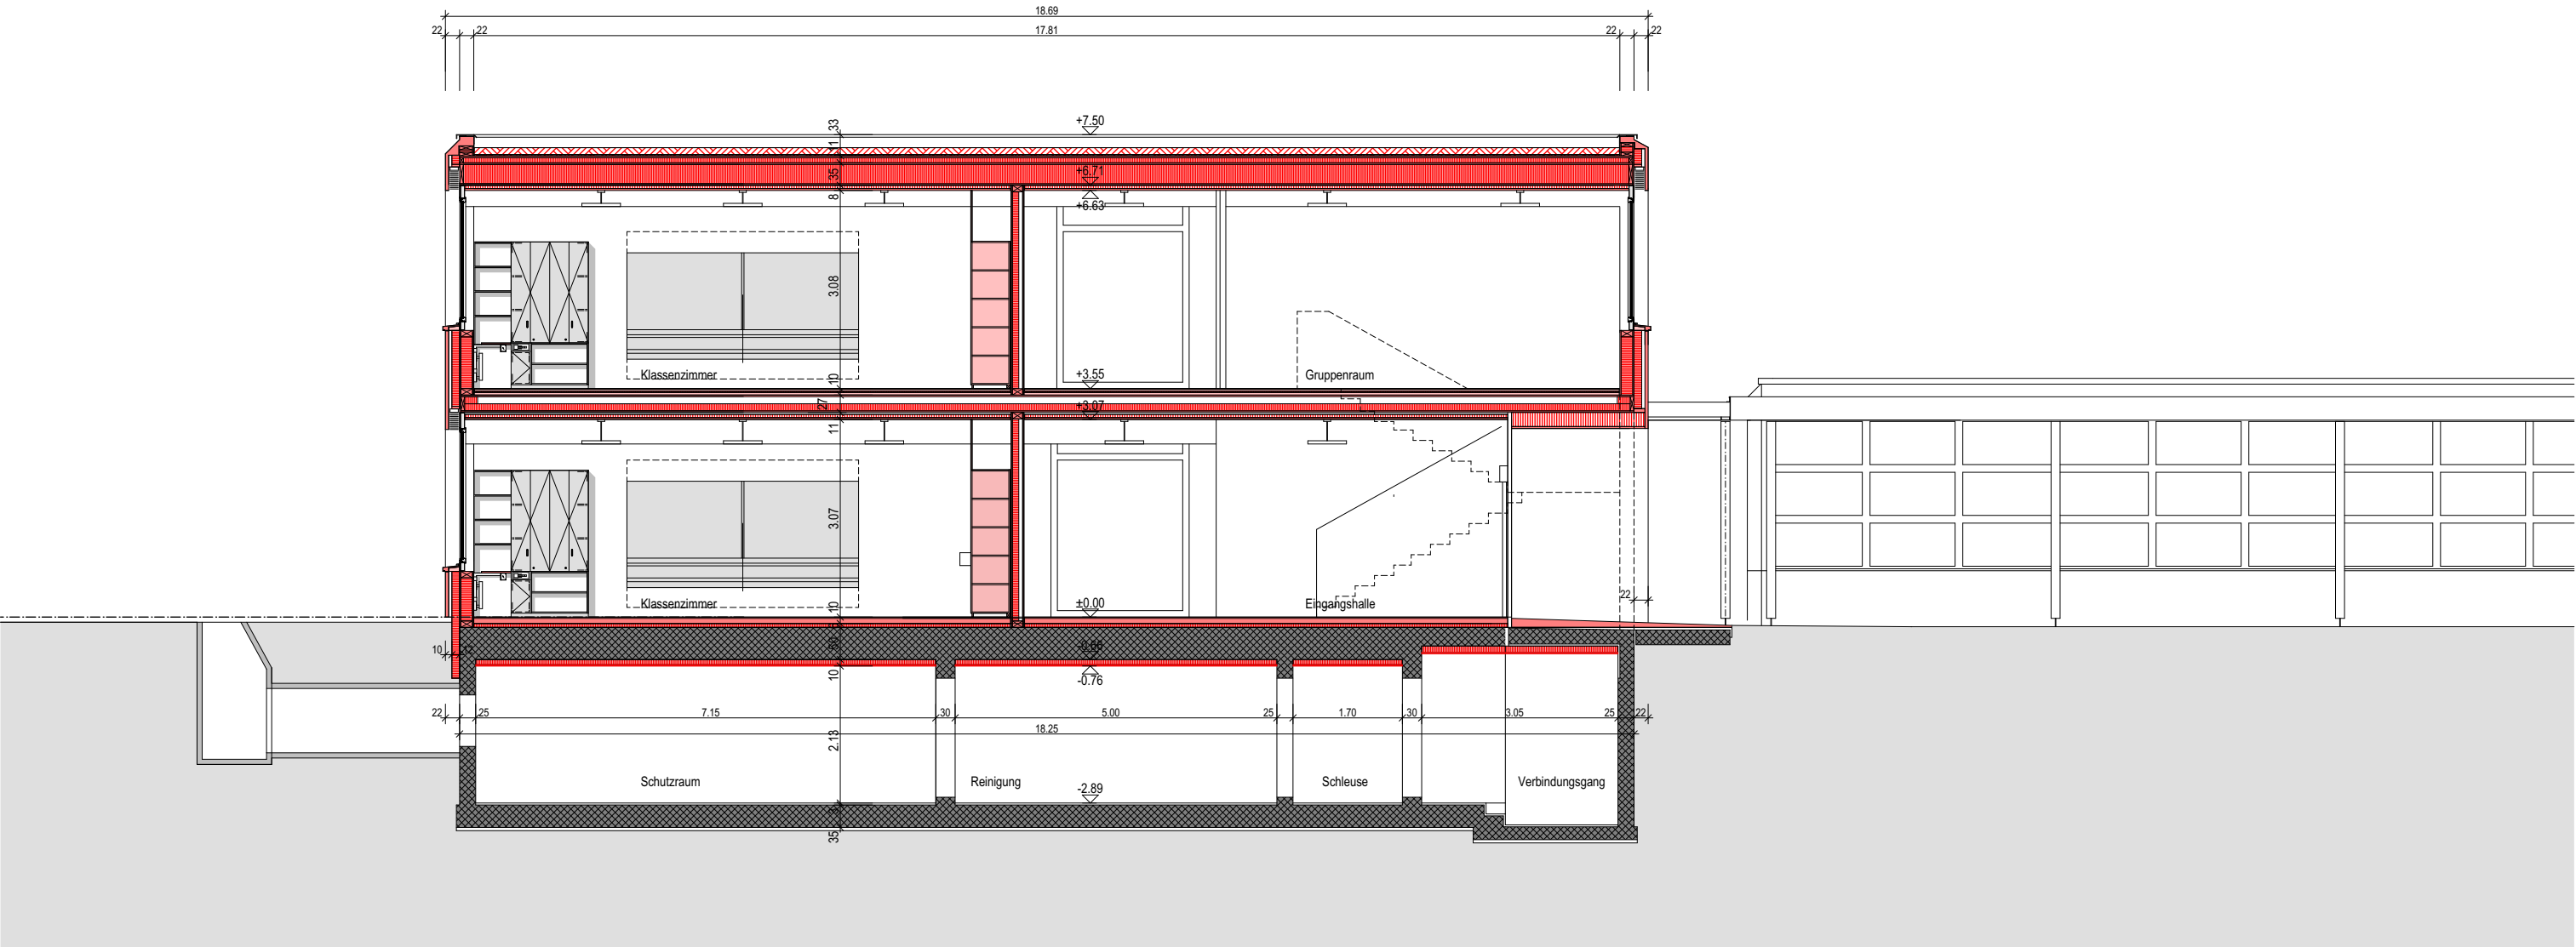 18.69
22 22 17.81 22 22
33
+7.50
11
35
+6.71
8
+6.63
3.08
Klassenzimmer
10
+3.55
Gruppenraum
27
+3.07
11
3.07
Klassenzimmer
10
±0.00
Eingangshalle
22
10 12
50
-0.66
10
-0.76
22 25 7.15 30 5.00 25 1.70 30 3.05 25 22
18.25
2.13
Schutzraum
Reinigung
Schleuse
Verbindungsgang
-2.89
35